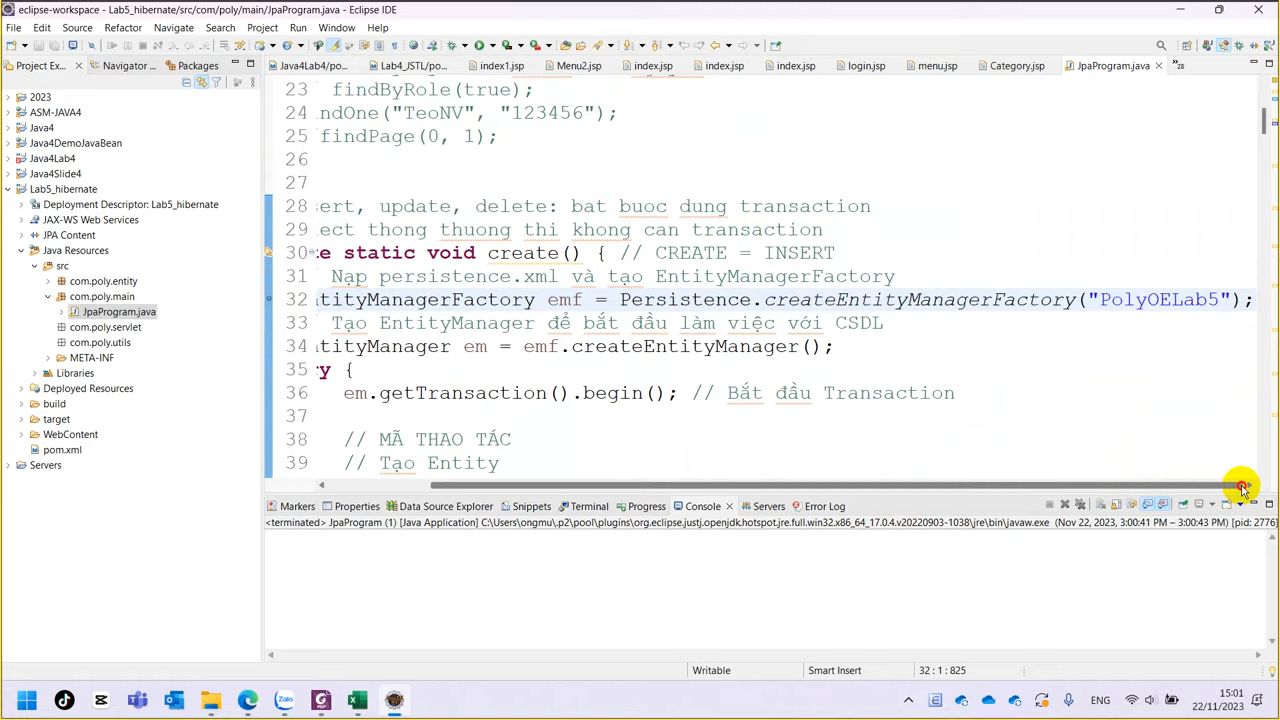 eclipse-workspace - Lab5_hibernate/src/com/poly/main/JpaProgram.java - Eclipse IDE
File Edit Source Refactor Navigate Search Project Run Window Help
Project Ex... Navigator ... Packages
Java4Lab4/po... Lab4_JSTL/po... index1.jsp Menu2.jsp index.jsp index.jsp index.jsp login.jsp menu.jsp Category.jsp JpaProgram.java 28
2023
ASM-JAVA4
Java4
Java4DemoJavaBean
Java4Lab4
Java4Slide4
Lab5_hibernate
Deployment Descriptor: Lab5_hibernate
JAX-WS Web Services
JPA Content
Java Resources
src
com.poly.entity
com.poly.main
JpaProgram.java
com.poly.servlet
com.poly.utils
META-INF
Libraries
Deployed Resources
build
target
WebContent
pom.xml
Servers
23 findByRole(true);
24 ndOne("TeoNV", "123456");
25 findPage(0, 1);
26
27
28 sert, update, delete: bat buoc dung transaction
29 ect thong thuong thi khong can transaction
30 te static void create() { // CREATE = INSERT
31 Nạp persistence.xml và tạo EntityManagerFactory
32 ntityManagerFactory emf = Persistence.createEntityManagerFactory("PolyOELab5");
33 Tạo EntityManager để bắt đầu làm việc với CSDL
34 ntityManager em = emf.createEntityManager();
35 ry {
36 em.getTransaction().begin(); // Bắt đầu Transaction
37
38 // MÃ THAO TÁC
39 // Tạo Entity
Markers Properties Data Source Explorer Snippets Terminal Progress Console Servers Error Log
<terminated> JpaProgram (1) [Java Application] C:\Users\ongmu\.p2\pool\plugins\org.eclipse.justj.openjdk.hotspot.jre.full.win32.x86_64_17.0.4.v20220903-1038\jre\bin\javaw.exe (Nov 22, 2023, 3:00:41 PM – 3:00:43 PM) [pid: 2776
Writable Smart Insert 32 : 1 : 825
ENG 15:01
22/11/2023